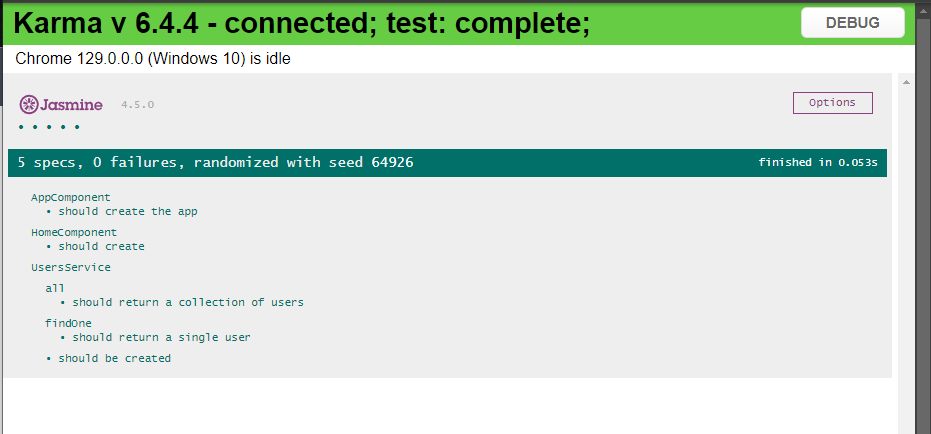 Karma v 6.4.4 - connected; test: complete;
DEBUG
Chrome 129.0.0.0 (Windows 10) is idle
Jasmine 4.5.0
Options
• • • • •
5 specs, 0 failures, randomized with seed 64926
finished in 0.053s
AppComponent
• should create the app
HomeComponent
• should create
UsersService
all
• should return a collection of users
findOne
• should return a single user
• should be created